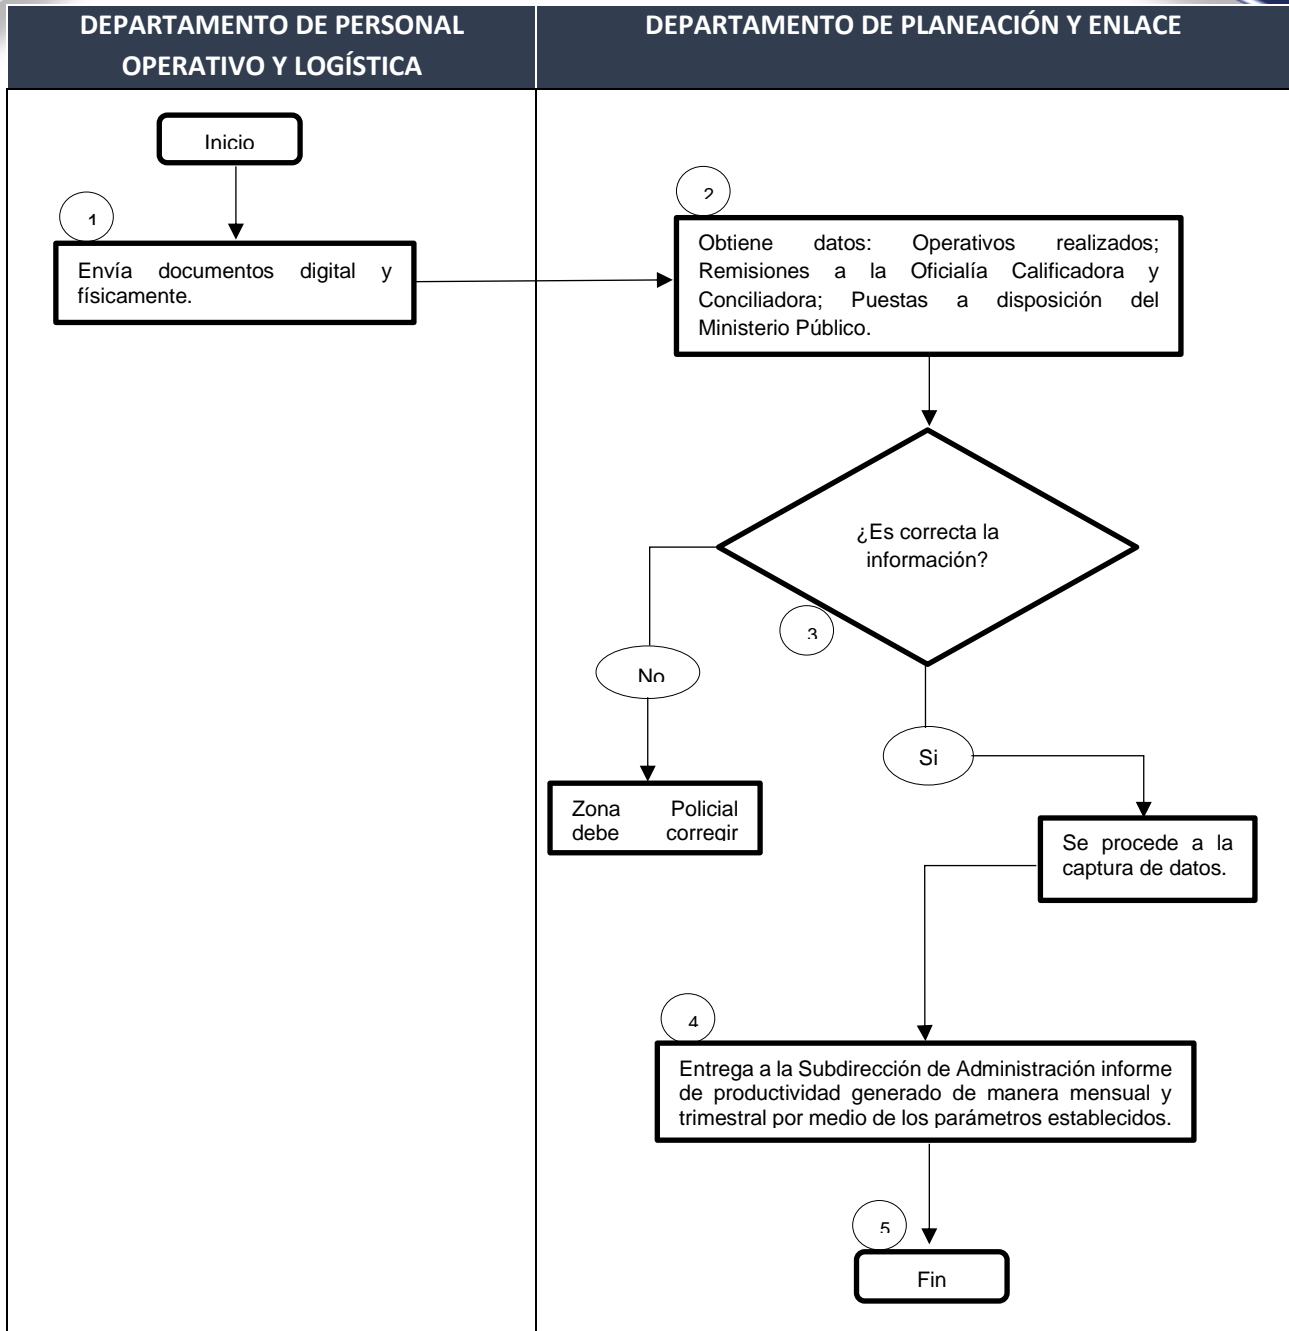 DEPARTAMENTO DE PERSONAL
OPERATIVO Y LOGÍSTICA
DEPARTAMENTO DE PLANEACIÓN Y ENLACE
Inicio
1
Envía documentos digital y
físicamente.
2
Obtiene datos: Operativos realizados;
Remisiones a la Oficialía Calificadora y
Conciliadora; Puestas a disposición del
Ministerio Público.
¿Es correcta la
información?
3
No
Si
Zona Policial
debe corregir
Se procede a la
captura de datos.
4
Entrega a la Subdirección de Administración informe
de productividad generado de manera mensual y
trimestral por medio de los parámetros establecidos.
5
Fin